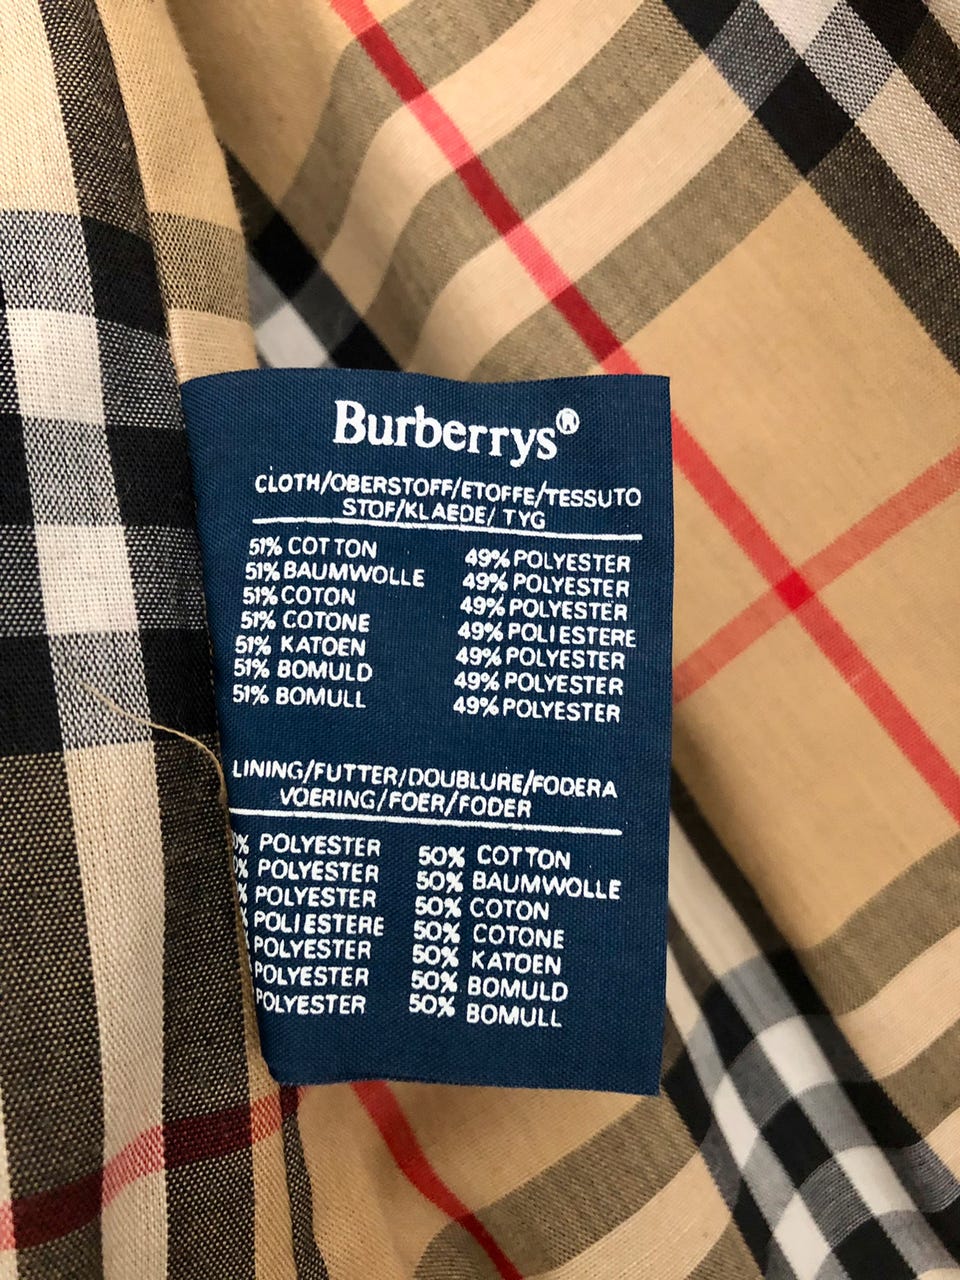 Burberrys®
CLOTH/OBERSTOFF/ETOFFE/TESSUTO
STOF/KLAEDE/ TYG
51% COTTON 49% POLYESTER
51% BAUMWOLLE 49% POLYESTER
51% COTON 49% POLYESTER
51% COTONE 49% POLIESTERE
51% KATOEN 49% POLYESTER
51% BOMULD 49% POLYESTER
51% BOMULL 49% POLYESTER
LINING/FUTTER/DOUBLURE/FODERA
VOERING/FOER/FODER
% POLYESTER 50% COTTON
% POLYESTER 50% BAUMWOLLE
% POLYESTER 50% COTON
POLIESTERE 50% COTONE
POLYESTER 50% KATOEN
POLYESTER 50% BOMULD
POLYESTER 50% BOMULL